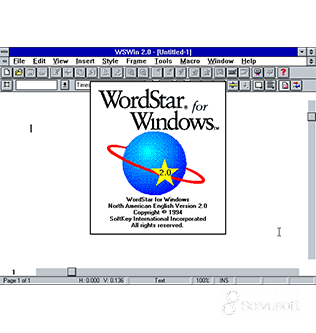 WSWin 2.0 - [Untitled-1]
File Edit View Insert Style Frame Tools Macro Window Help
WordStar® for
Windows™
2.0
WordStar for Windows
North American English Version 2.0
Copyright © 1994
SoftKey International Incorporated
All rights reserved.
1
Page 1 of 1 H: 0.000 V: 0.136 Text 100% INS